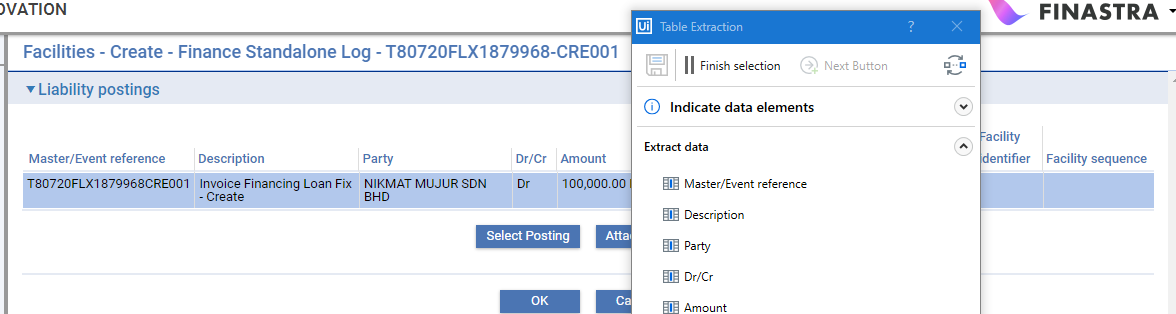 OVATION
FINASTRA
Facilities - Create - Finance Standalone Log - T80720FLX1879968-CRE001
Liability postings
Master/Event reference Description Party Dr/Cr Amount
Facility
dentifier Facility sequence
T80720FLX1879968CRE001 Invoice Financing Loan Fix NIKMAT MUJUR SDN Dr 100,000.00
- Create BHD
Select Posting Atta
OK Ca
Ui Table Extraction ?
Finish selection Next Button
Indicate data elements
Extract data
Master/Event reference
Description
Party
Dr/Cr
Amount